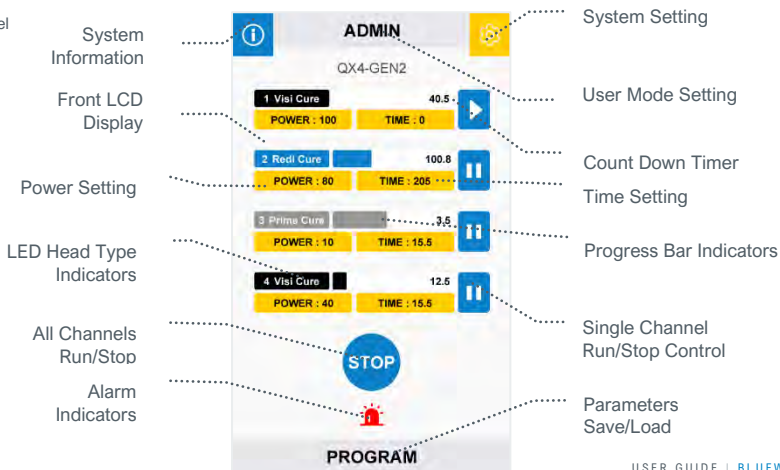 el
System
Information
Front LCD
Display
Power Setting
LED Head Type
Indicators
All Channels
Run/Stop
Alarm
Indicators
ADMIN
QX4-GEN2
1 Visi Cure 40.5
POWER : 100 TIME : 0
2 Redi Cure 100.8
POWER : 80 TIME : 205
3 Prima Cure 3.5
POWER : 10 TIME : 15.5
4 Visi Cure 12.5
POWER : 40 TIME : 15.5
STOP
PROGRAM
System Setting
User Mode Setting
Count Down Timer
Time Setting
Progress Bar Indicators
Single Channel
Run/Stop Control
Parameters
Save/Load
USER GUIDE | BLUEW